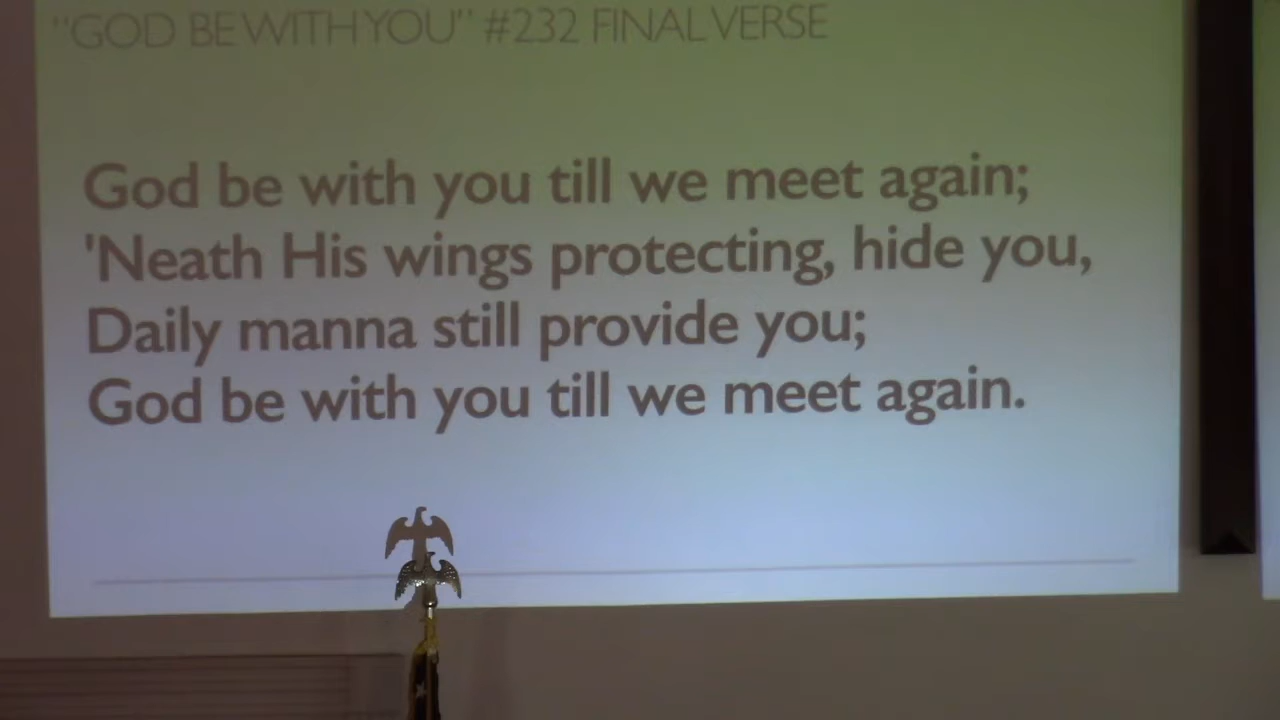 "GOD BE WITH YOU" #232 FINAL VERSE
God be with you till we meet again;
'Neath His wings protecting, hide you,
Daily manna still provide you;
God be with you till we meet again.